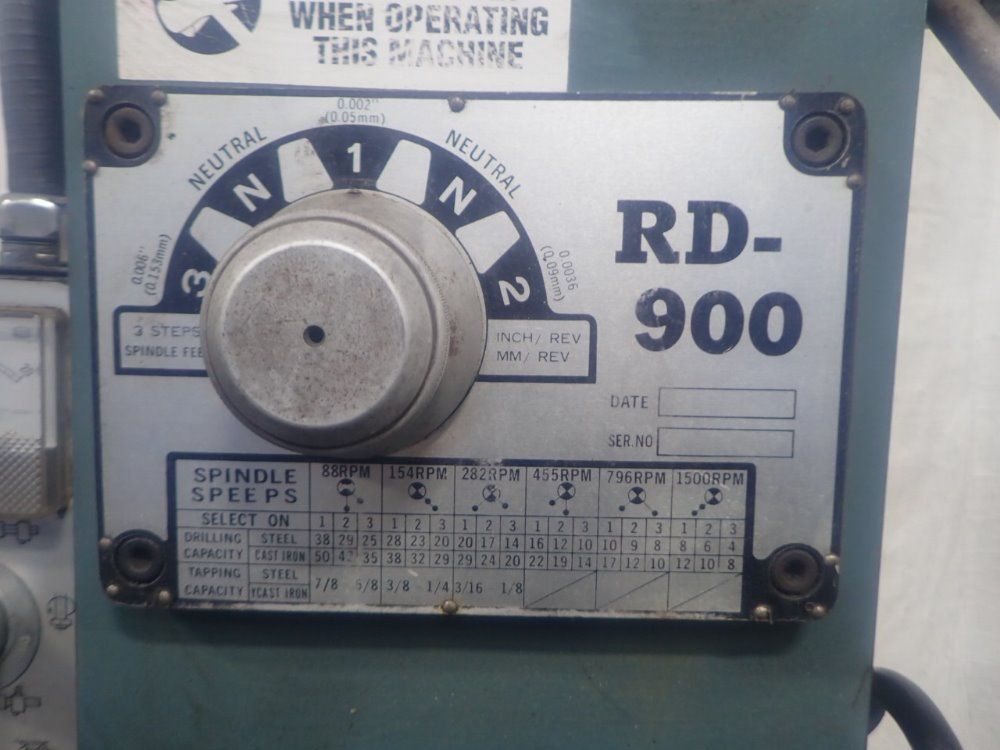 WHEN OPERATING
THIS MACHINE
0.002"
(0.05mm)
NEUTRAL 1 NEUTRAL
N N
0.006"
(0.153mm)
3 2
0.0036
(0.09mm)
RD-
900
3 STEPS
SPINDLE FEE
INCH/ REV
MM/ REV
DATE
SER.NO
SPINDLE SPEEPS 88RPM 154RPM 282RPM 455RPM 796RPM 1500RPM
SELECT ON 1 2 3 1 2 3 1 2 3 1 2 3 1 2 3 1 2 3
DRILLING CAPACITY STEEL 38 29 25 28 23 20 20 17 14 16 12 10 10 9 8 8 6 4
CAST IRON 50 35 38 32 29 29 24 20 22 19 14 17 12 10 12 10 8
TAPPING CAPACITY STEEL 7/8 5/8 3/8 1/4 3/16 1/8
YCAST IRON